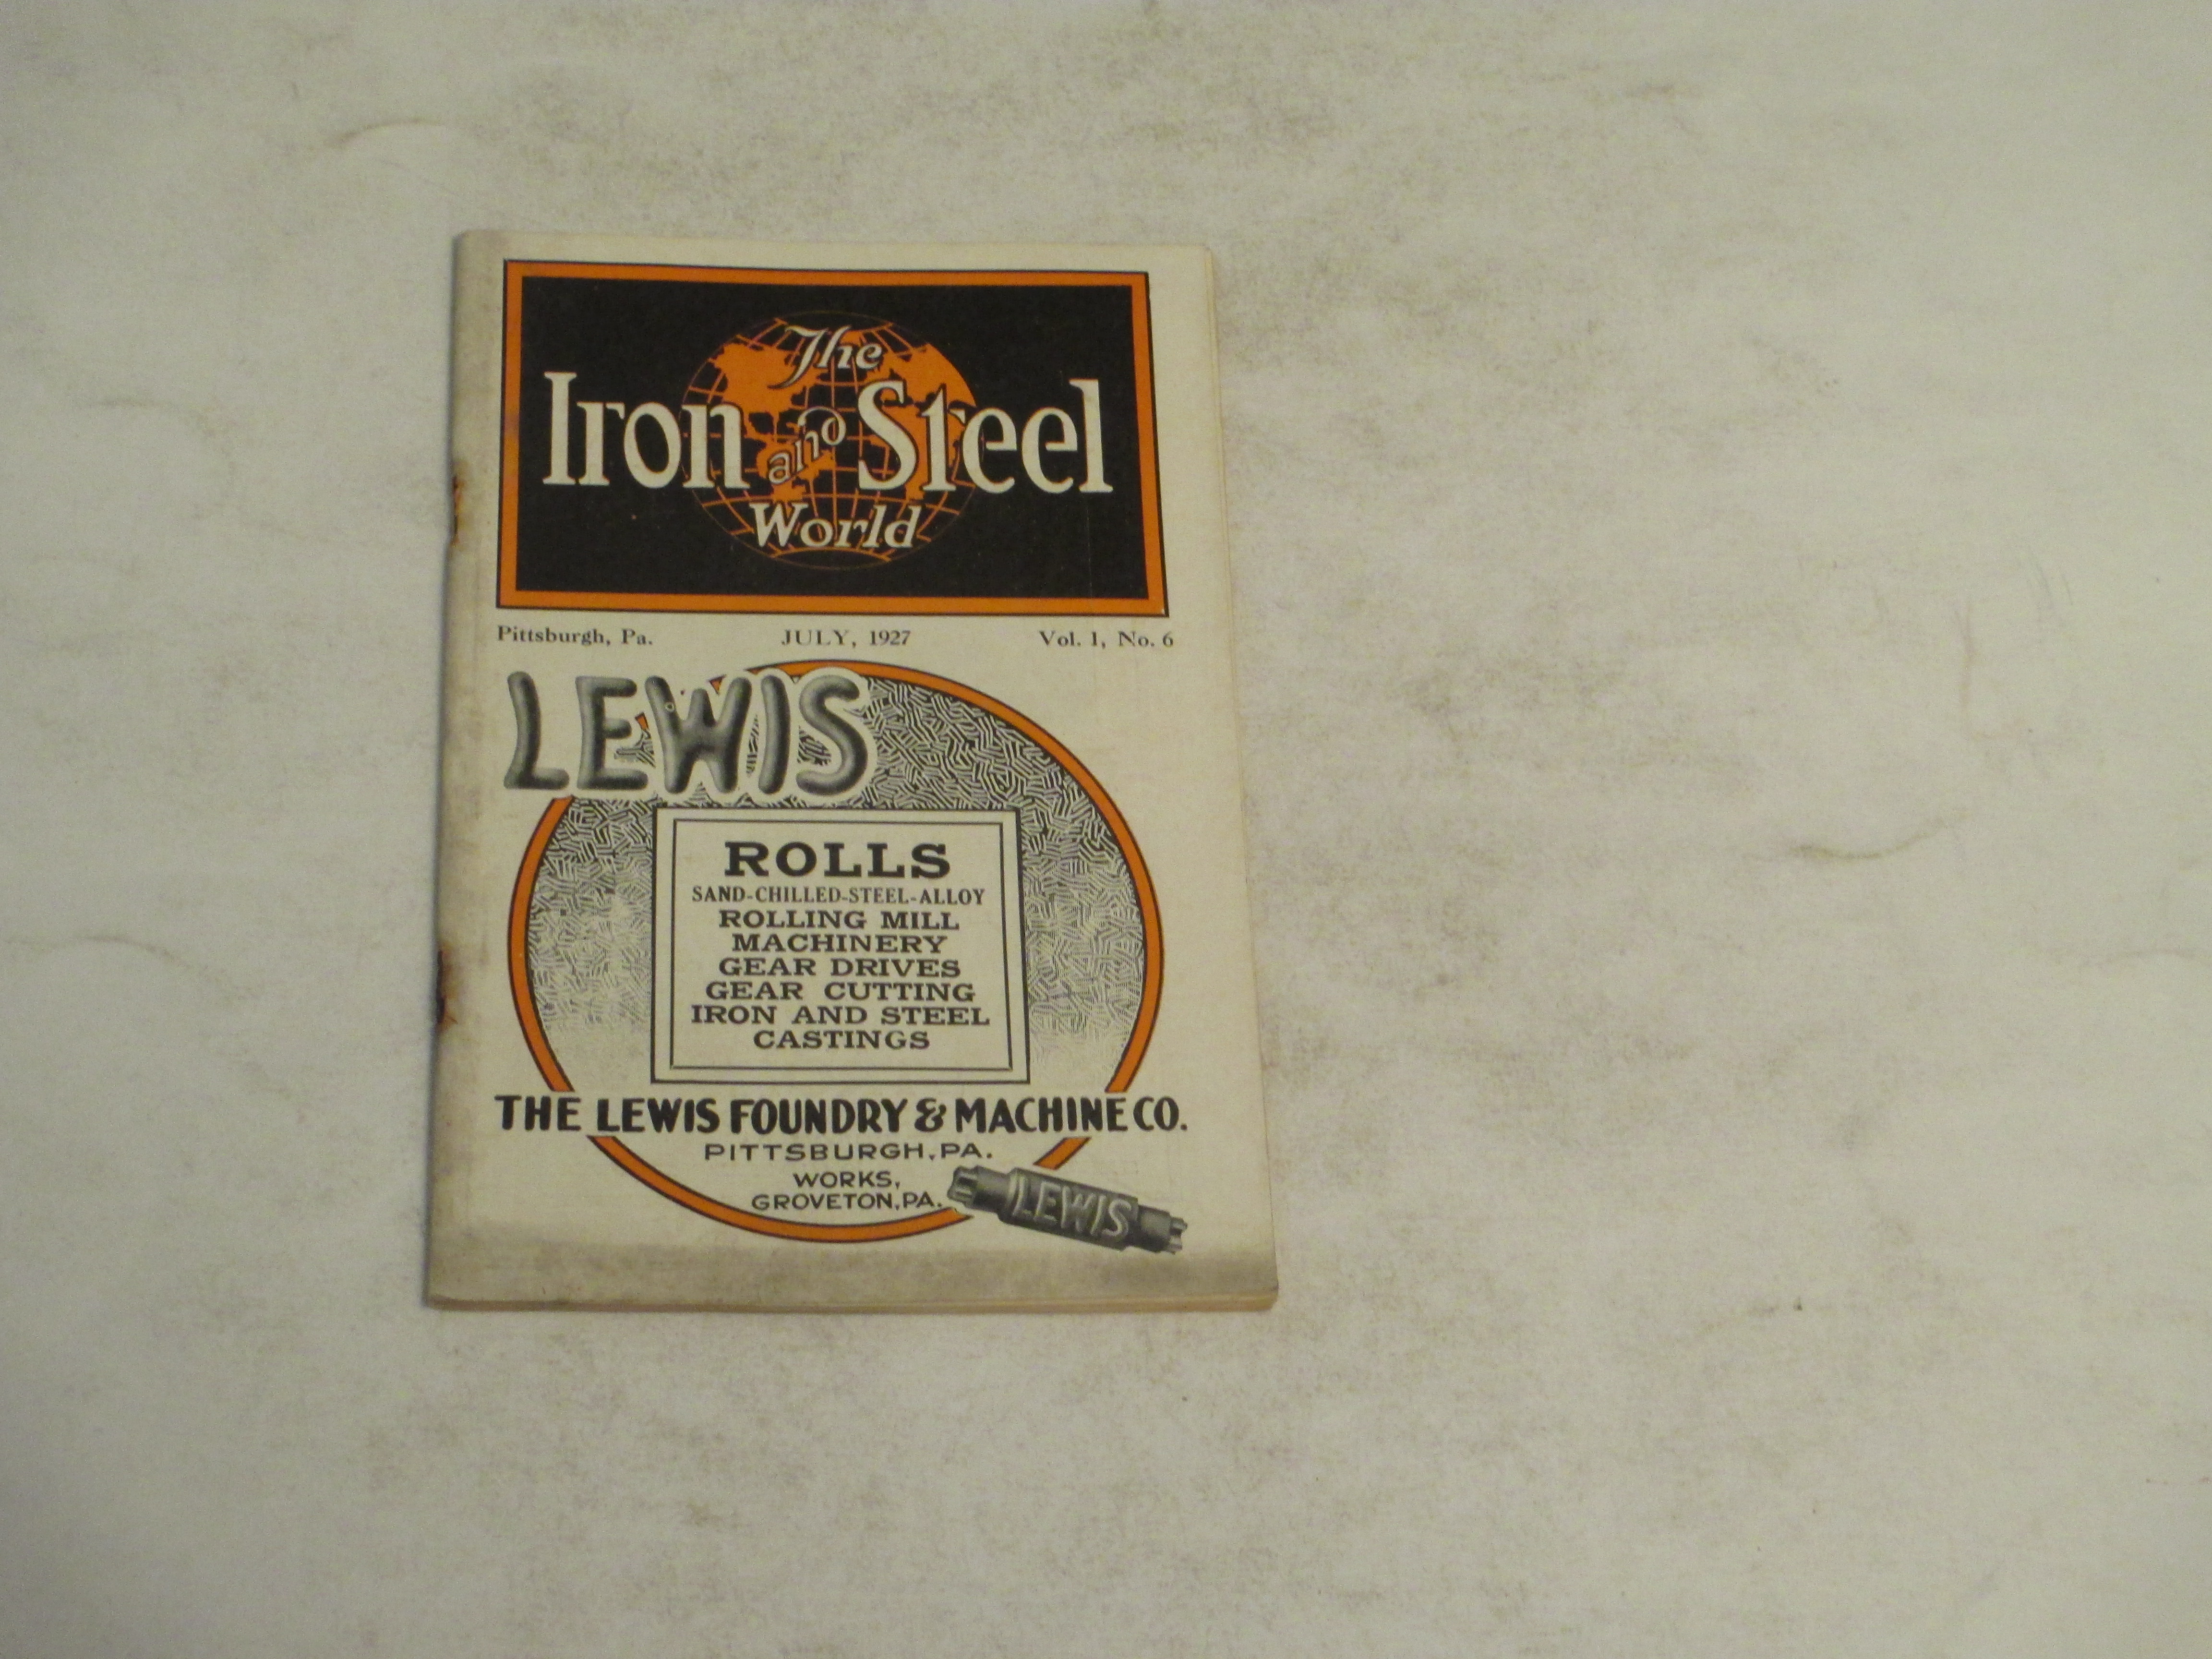 The
Iron and Steel
World
Pittsburgh, Pa. JULY, 1927 Vol. 1, No. 6
LEWIS
ROLLS
SAND-CHILLED-STEEL-ALLOY
ROLLING MILL
MACHINERY
GEAR DRIVES
GEAR CUTTING
IRON AND STEEL
CASTINGS
THE LEWIS FOUNDRY & MACHINE CO.
PITTSBURGH, PA.
WORKS,
GROVETON, PA.
LEWIS